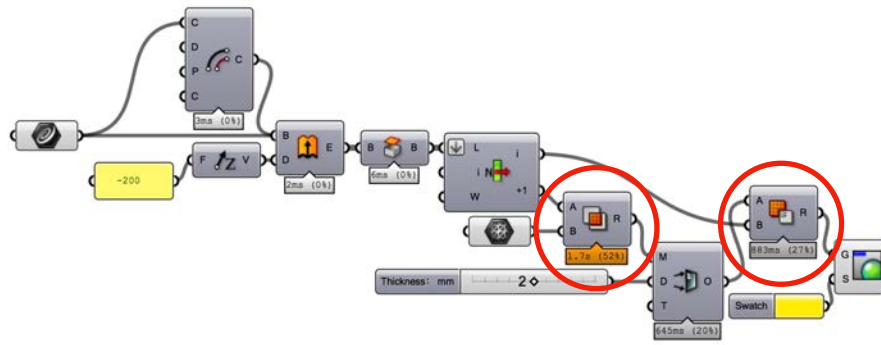 C
D
P
C
C
3ms (0%)
-200
F
V
B
D
E
2ms (0%)
B
B
6ms (0%)
L
i
N
W
i
+1
A
B
R
1.7s (52%)
Thickness: mm
2
M
D
T
O
645ms (20%)
A
B
R
883ms (27%)
Swatch
G
S